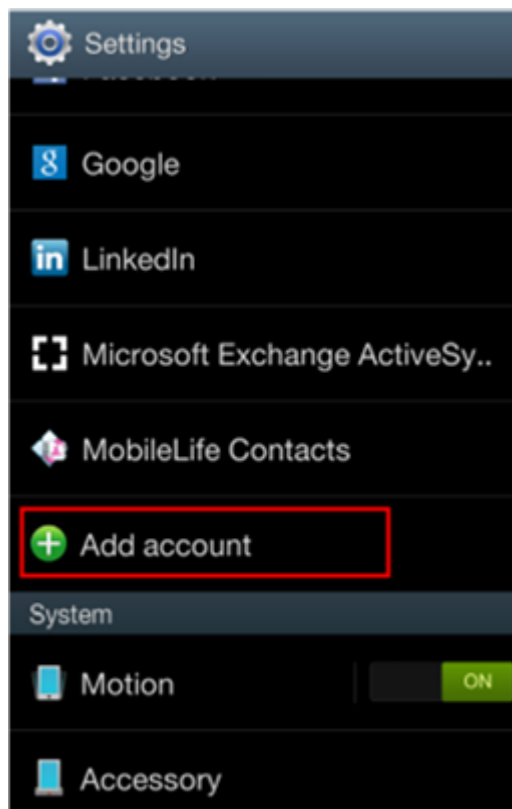 Settings
Google
LinkedIn
Microsoft Exchange ActiveSy..
MobileLife Contacts
Add account
System
Motion
ON
Accessory